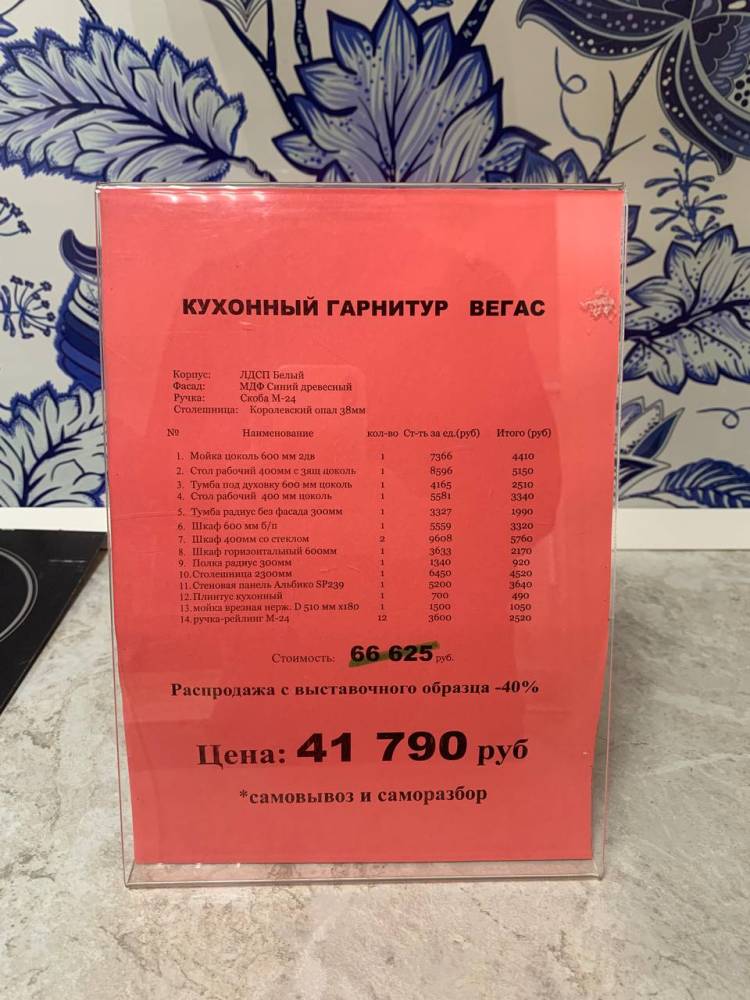 КУХОННЫЙ ГАРНИТУР ВЕГАС
Корпус: ЛДСП Белый
Фасад: МДФ Синий древесный
Ручка: Скоба М-24
Столешница: Королевский опал 38мм
№ Наименование кол-во Ст-ть за ед.(руб) Итого (руб)
1. Мойка цоколь 600 мм 2дв 1 7366 4410
2. Стол рабочий 400мм с 3ящ цоколь 1 8596 5150
3. Тумба под духовку 600 мм цоколь 1 4165 2510
4. Стол рабочий 400 мм цоколь 1 5581 3340
5. Тумба радиус без фасада 300мм 1 3327 1990
6. Шкаф 600 мм б/п 1 5559 3320
7. Шкаф 400мм со стеклом 2 9608 5760
8. Шкаф горизонтальный 600мм 1 3633 2170
9. Полка радиус 300мм 1 1340 920
10.Столешница 2300мм 1 6450 4520
11.Стеновая панель Альбико SP239 1 5200 3640
12.Плинтус кухонный 1 700 490
13.мойка врезная нерж. D 510 мм х180 1 1500 1050
14.ручка-рейлинг М-24 12 3600 2520
Стоимость: 66 625 руб.
Распродажа с выставочного образца -40%
Цена: 41 790 руб
*самовывоз и саморазбор